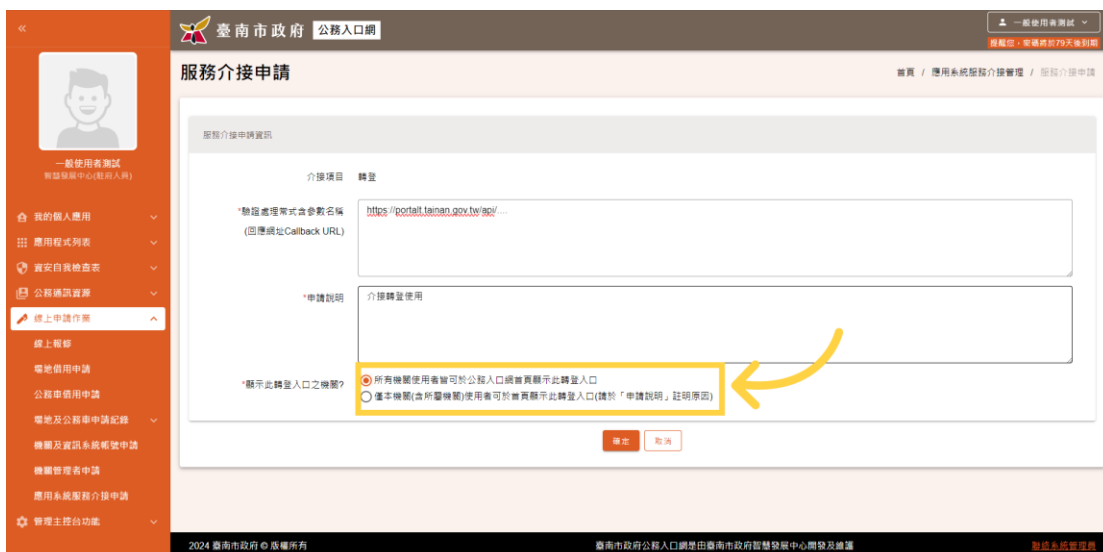 «
臺南市政府 公務入口網
一般使用者測試
提醒您，密碼將於79天後到期
一般使用者測試
智慧發展中心(駐府人員)
我的個人應用
應用程式列表
資安自我檢查表
公務通訊資源
線上申請作業
線上報修
場地借用申請
公務車借用申請
場地及公務車申請紀錄
機關及資訊系統帳號申請
機關管理者申請
應用系統服務介接申請
管理主控台功能
服務介接申請
首頁 / 應用系統服務介接管理 / 服務介接申請
服務介接申請資訊
介接項目 轉登
*驗證處理常式含參數名稱
(回應網址Callback URL)
https://portalt.tainan.gov.tw/api/....
*申請說明
介接轉登使用
*顯示此轉登入口之機關?
所有機關使用者皆可於公務入口網首頁顯示此轉登入口
僅本機關(含所屬機關)使用者可於首頁顯示此轉登入口(請於「申請說明」註明原因)
確定 取消
2024 臺南市政府 © 版權所有
臺南市政府公務入口網是由臺南市政府智慧發展中心開發及維護
聯絡系統管理員